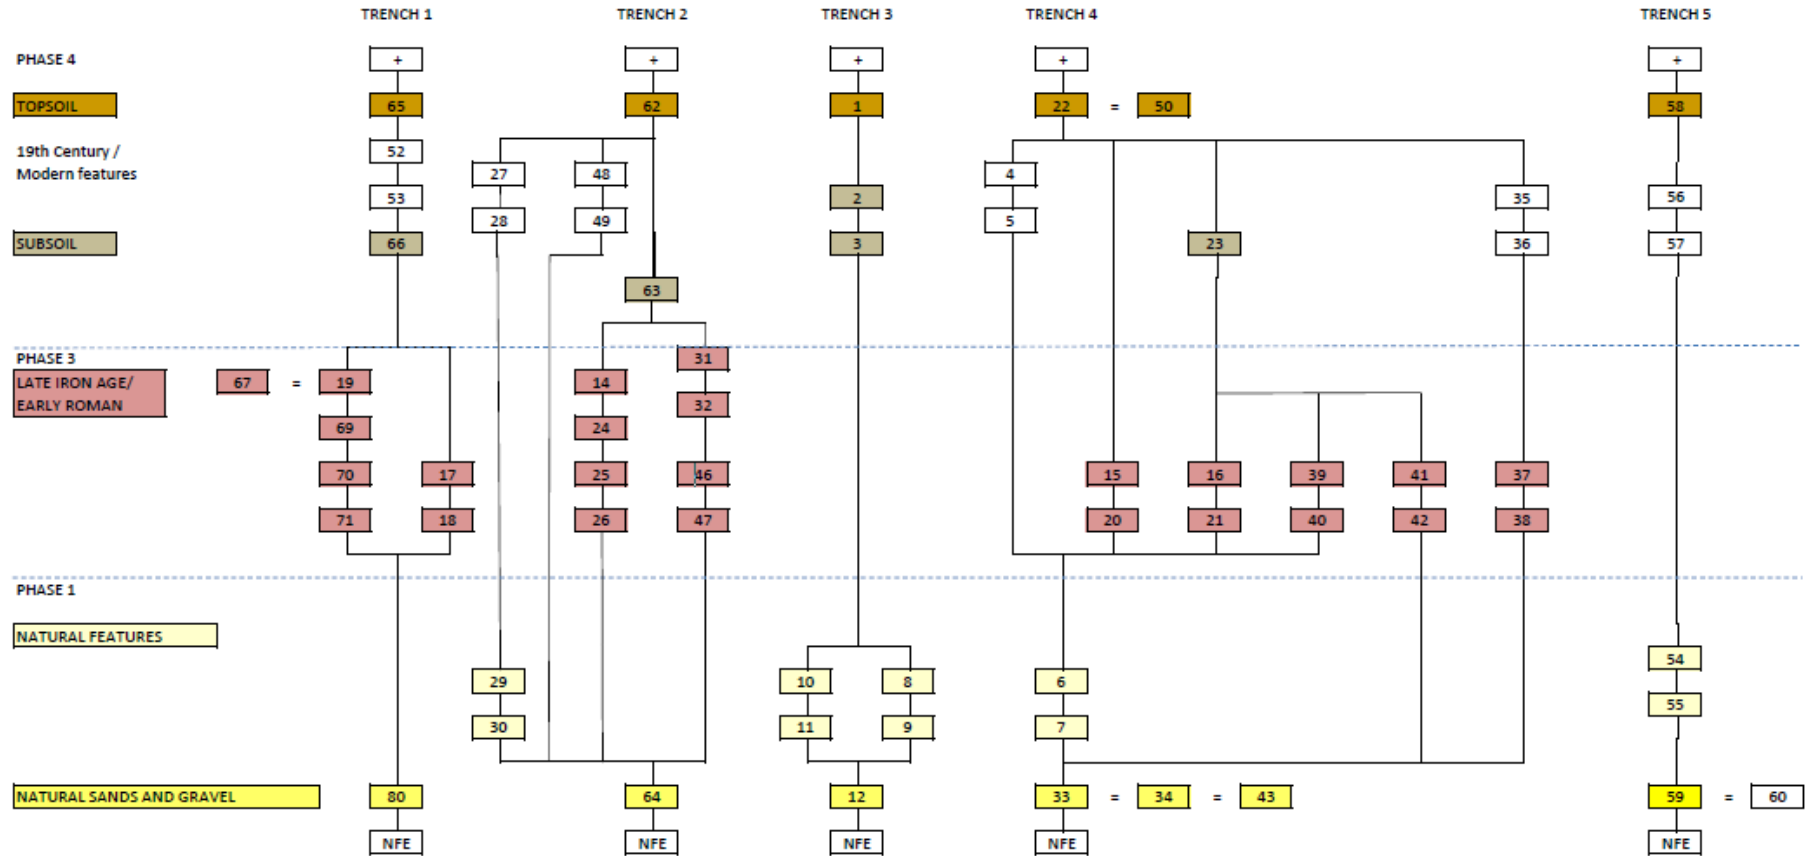 TRENCH 1 TRENCH 2 TRENCH 3 TRENCH 4 TRENCH 5
PHASE 4 + + + + +
TOPSOIL 65 62 1 22 = 50 58
19th Century / 52
Modern features 27 48 4
53 2 35 56
28 49 5
SUBSOIL 66 3 23 36 57
63
PHASE 3 31
LATE IRON AGE/ 67 = 19 14
EARLY ROMAN 32
69 24
70 17 25 46 15 16 39 41 37
71 18 26 47 20 21 40 42 38
PHASE 1
NATURAL FEATURES
54
29 10 8 6
55
30 11 9 7
NATURAL SANDS AND GRAVEL 80 64 12 33 = 34 = 43 59 = 60
NFE NFE NFE NFE NFE